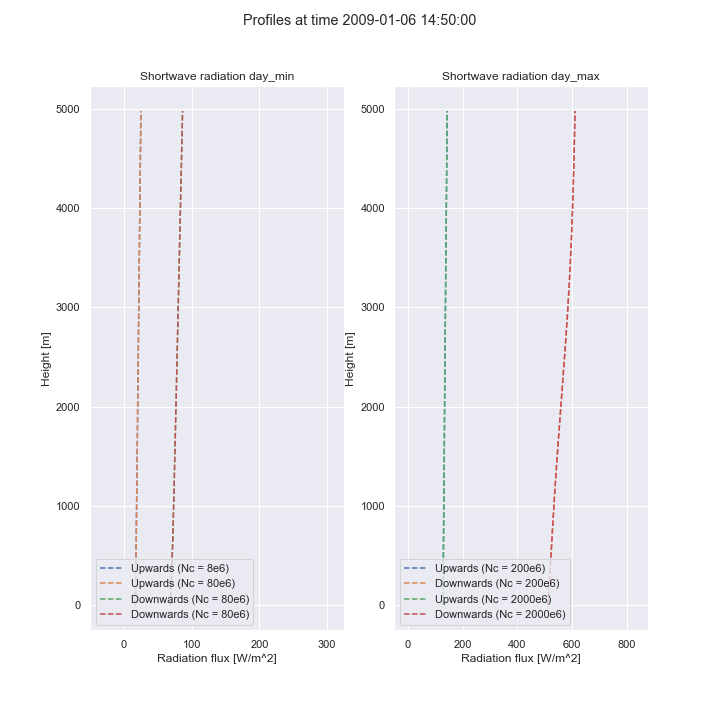 Profiles at time 2009-01-06 14:50:00
Shortwave radiation day_min
5000
4000
3000
2000
1000
0
Height [m]
Upwards (Nc = 8e6)
Upwards (Nc = 80e6)
Downwards (Nc = 80e6)
Downwards (Nc = 80e6)
0
100
200
300
Radiation flux [W/m^2]
Shortwave radiation day_max
5000
4000
3000
2000
1000
0
Height [m]
Upwards (Nc = 200e6)
Downwards (Nc = 200e6)
Upwards (Nc = 2000e6)
Downwards (Nc = 2000e6)
0
200
400
600
800
Radiation flux [W/m^2]